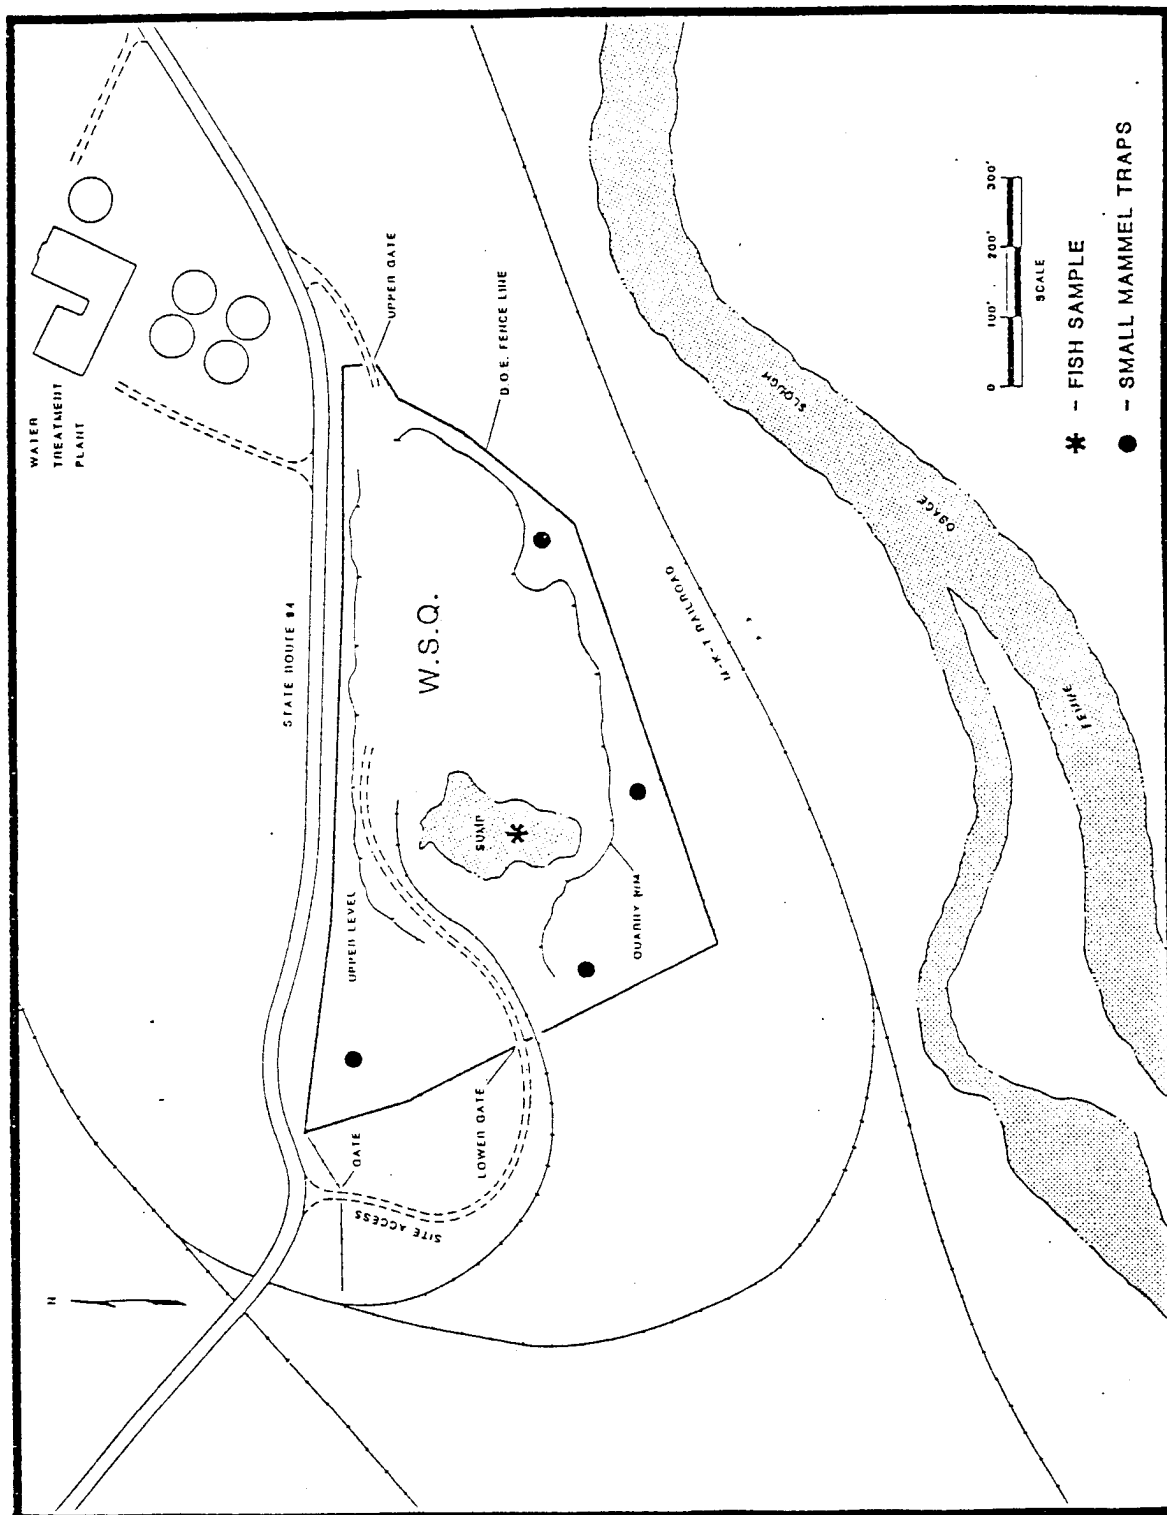 WATER
TREATMENT
PLANT
UPPER GATE
D.O.E. FENCE LINE
STATE ROUTE 94
W.S.Q.
M-K-T RAILROAD
SLOUGH
OSAGE
FEMME
SUMP
UPPER LEVEL
QUARRY RIM
LOWER GATE
GATE
SITE ACCESS
N
0 100' 200' 300'
SCALE
* - FISH SAMPLE
● - SMALL MAMMEL TRAPS